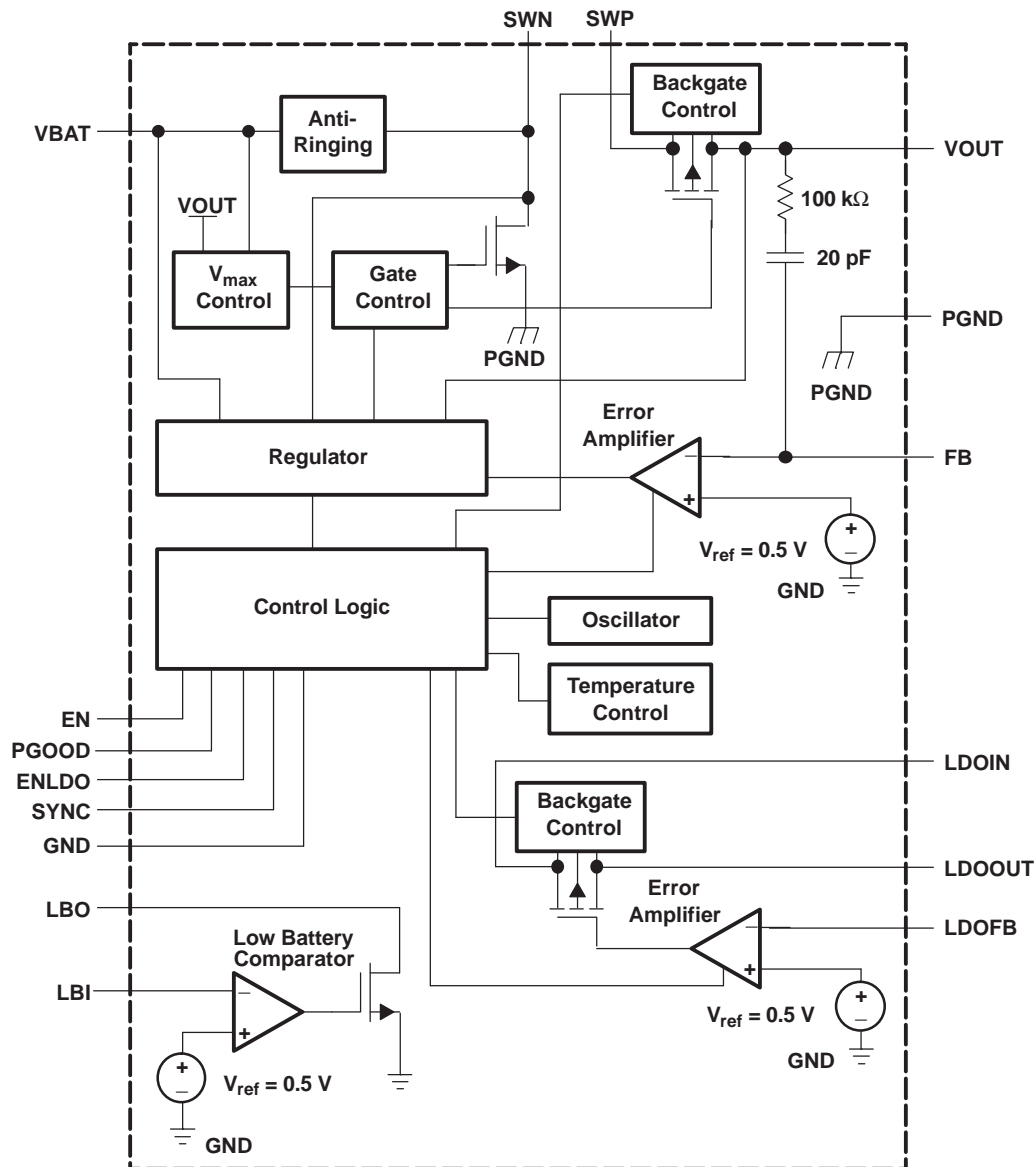 SWN
SWP
Backgate
Control
Anti-
Ringing
VBAT
VOUT
VOUT
100 kΩ
20 pF
Vmax
Control
Gate
Control
PGND
PGND
PGND
Error
Amplifier
Regulator
−
FB
+
+
−
Vref = 0.5 V
GND
Control Logic
Oscillator
Temperature
Control
EN
PGOOD
ENLDO
SYNC
GND
LDOIN
Backgate
Control
LDOOUT
Error
Amplifier
−
LDOFB
+
+
−
Vref = 0.5 V
GND
LBO
Low Battery
Comparator
LBI
−
+
+
−
Vref = 0.5 V
GND